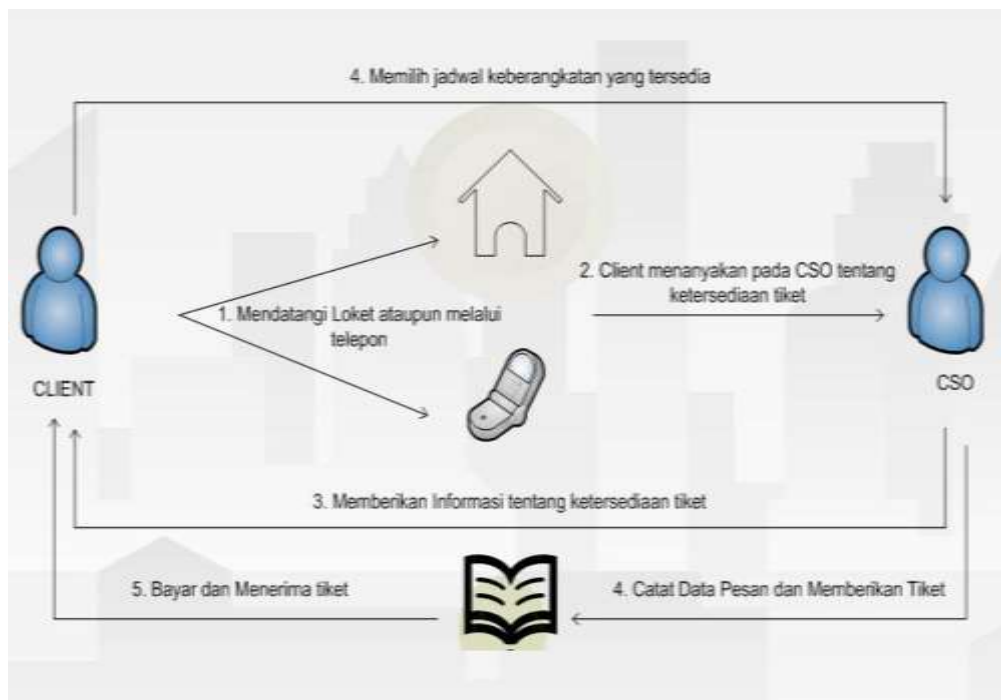 4. Memilih jadwal keberangkatan yang tersedia
2. Client menanyakan pada CSO tentang
ketersediaan tiket
1. Mendatangi Loket ataupun melalui
telepon
CLIENT
CSO
3. Memberikan Informasi tentang ketersediaan tiket
5. Bayar dan Menerima tiket
4. Catat Data Pesan dan Memberikan Tiket